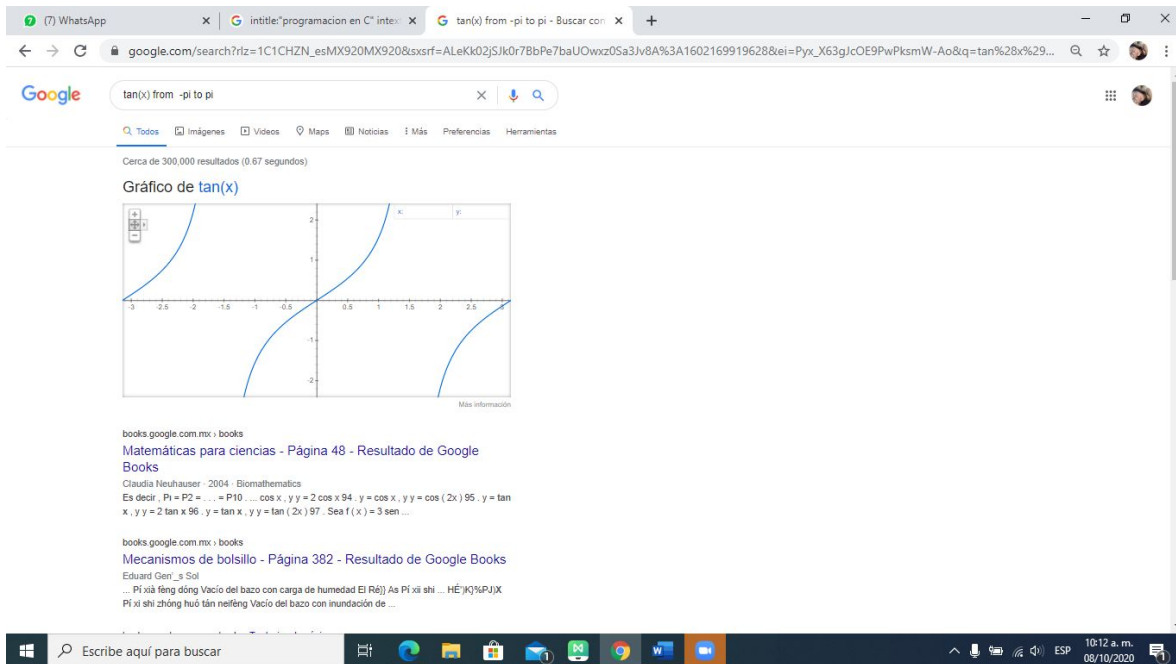 (7) WhatsApp
intitle:"programacion en C" intex
tan(x) from -pi to pi - Buscar con
google.com/search?rlz=1C1CHZN_esMX920MX920&sxsrf=ALeKk02jSJk0r7BbPe7baUOwxz0Sa3Jv8A%3A1602169919628&ei=Pyx_X63gJcOE9PwPksmW-Ao&q=tan%28x%29...
Google
tan(x) from -pi to pi
Todos Imágenes Videos Maps Noticias Más Preferencias Herramientas
Cerca de 300,000 resultados (0.67 segundos)
Gráfico de tan(x)
x: y:
2
1
-3 -2.5 -2 -1.5 -1 -0.5 0.5 1 1.5 2 2.5 3
-1
-2
Más información
books.google.com.mx › books
Matemáticas para ciencias - Página 48 - Resultado de Google
Books
Claudia Neuhauser · 2004 · Biomathematics
Es decir , P1 = P2 = . . . = P10 . ... cos x , y y = 2 cos x 94 . y = cos x , y y = cos ( 2x ) 95 . y = tan
x , y y = 2 tan x 96 . y = tan x , y y = tan ( 2x ) 97 . Sea f ( x ) = 3 sen ...
books.google.com.mx › books
Mecanismos de bolsillo - Página 382 - Resultado de Google Books
Eduard Gen'_s Sol
... Pí xià fèng dóng Vacío del bazo con carga de humedad El Ré}} As Pí xii shi ... HÉ')K}%PJ)X
Pí xi shi zhóng huó tán neifèng Vacío del bazo con inundación de ...
Escribe aquí para buscar
ESP
10:12 a. m.
08/10/2020